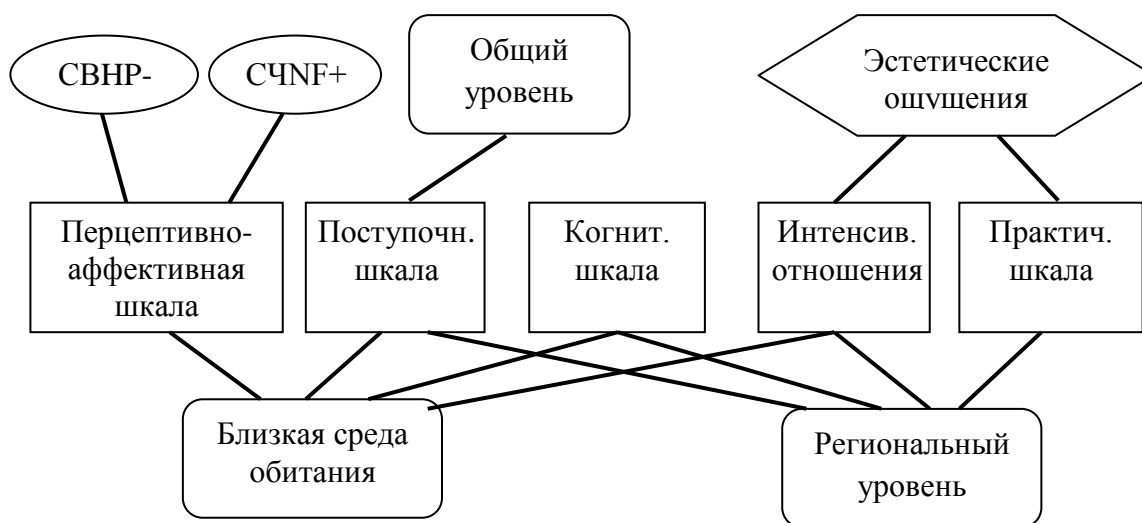 СВНР-
СЧNF+
Общий
уровень
Эстетические
ощущения
Перцептивно-
аффективная
шкала
Поступочн.
шкала
Когнит.
шкала
Интенсив.
отношения
Практич.
шкала
Близкая среда
обитания
Региональный
уровень